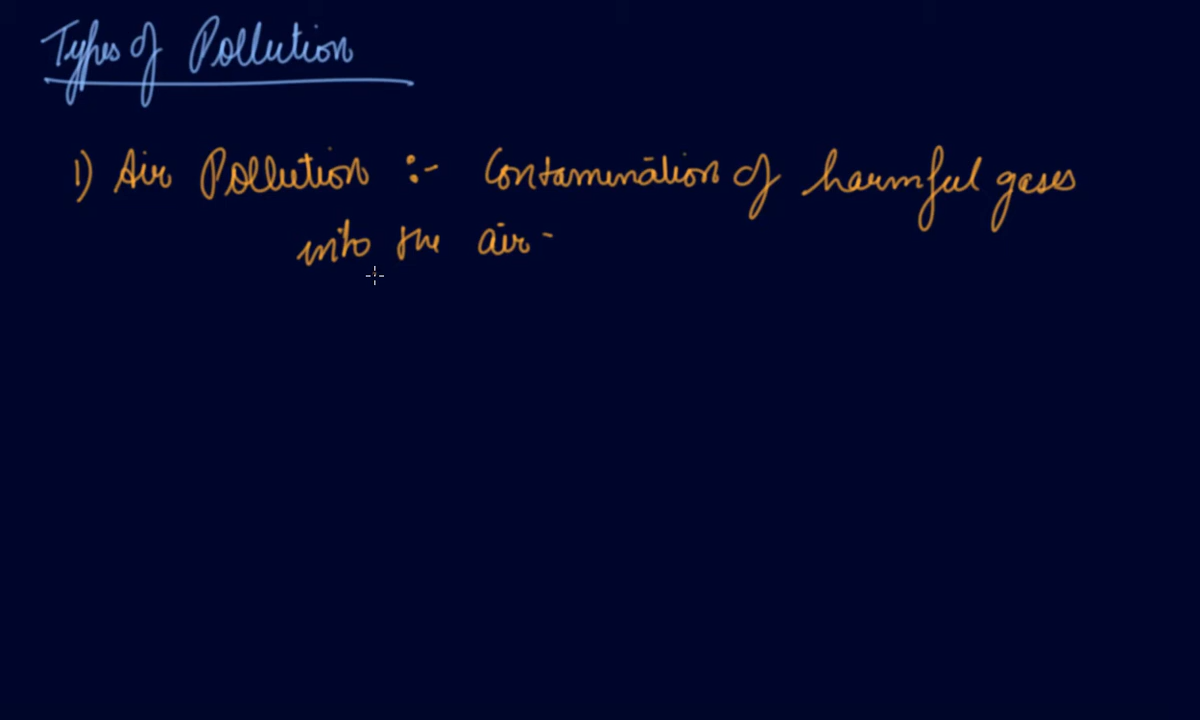 Types of Pollution
1) Air Pollution :- Contamination of harmful gases
into the air -